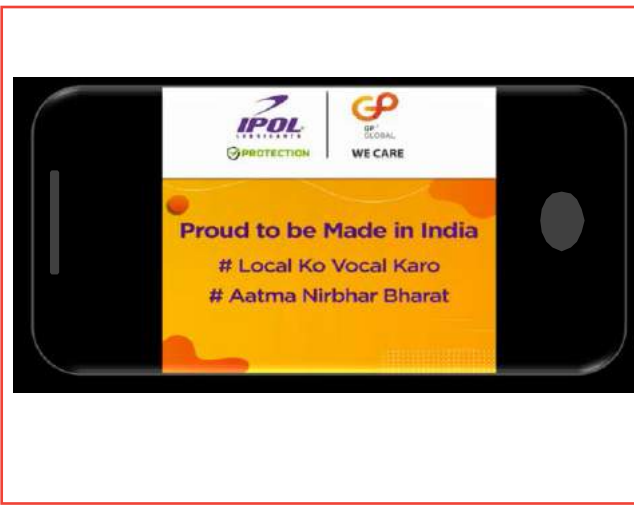 IPOL
LUBRICANTS
PROTECTION
GP
GLOBAL
WE CARE
Proud to be Made in India
# Local Ko Vocal Karo
# Aatma Nirbhar Bharat